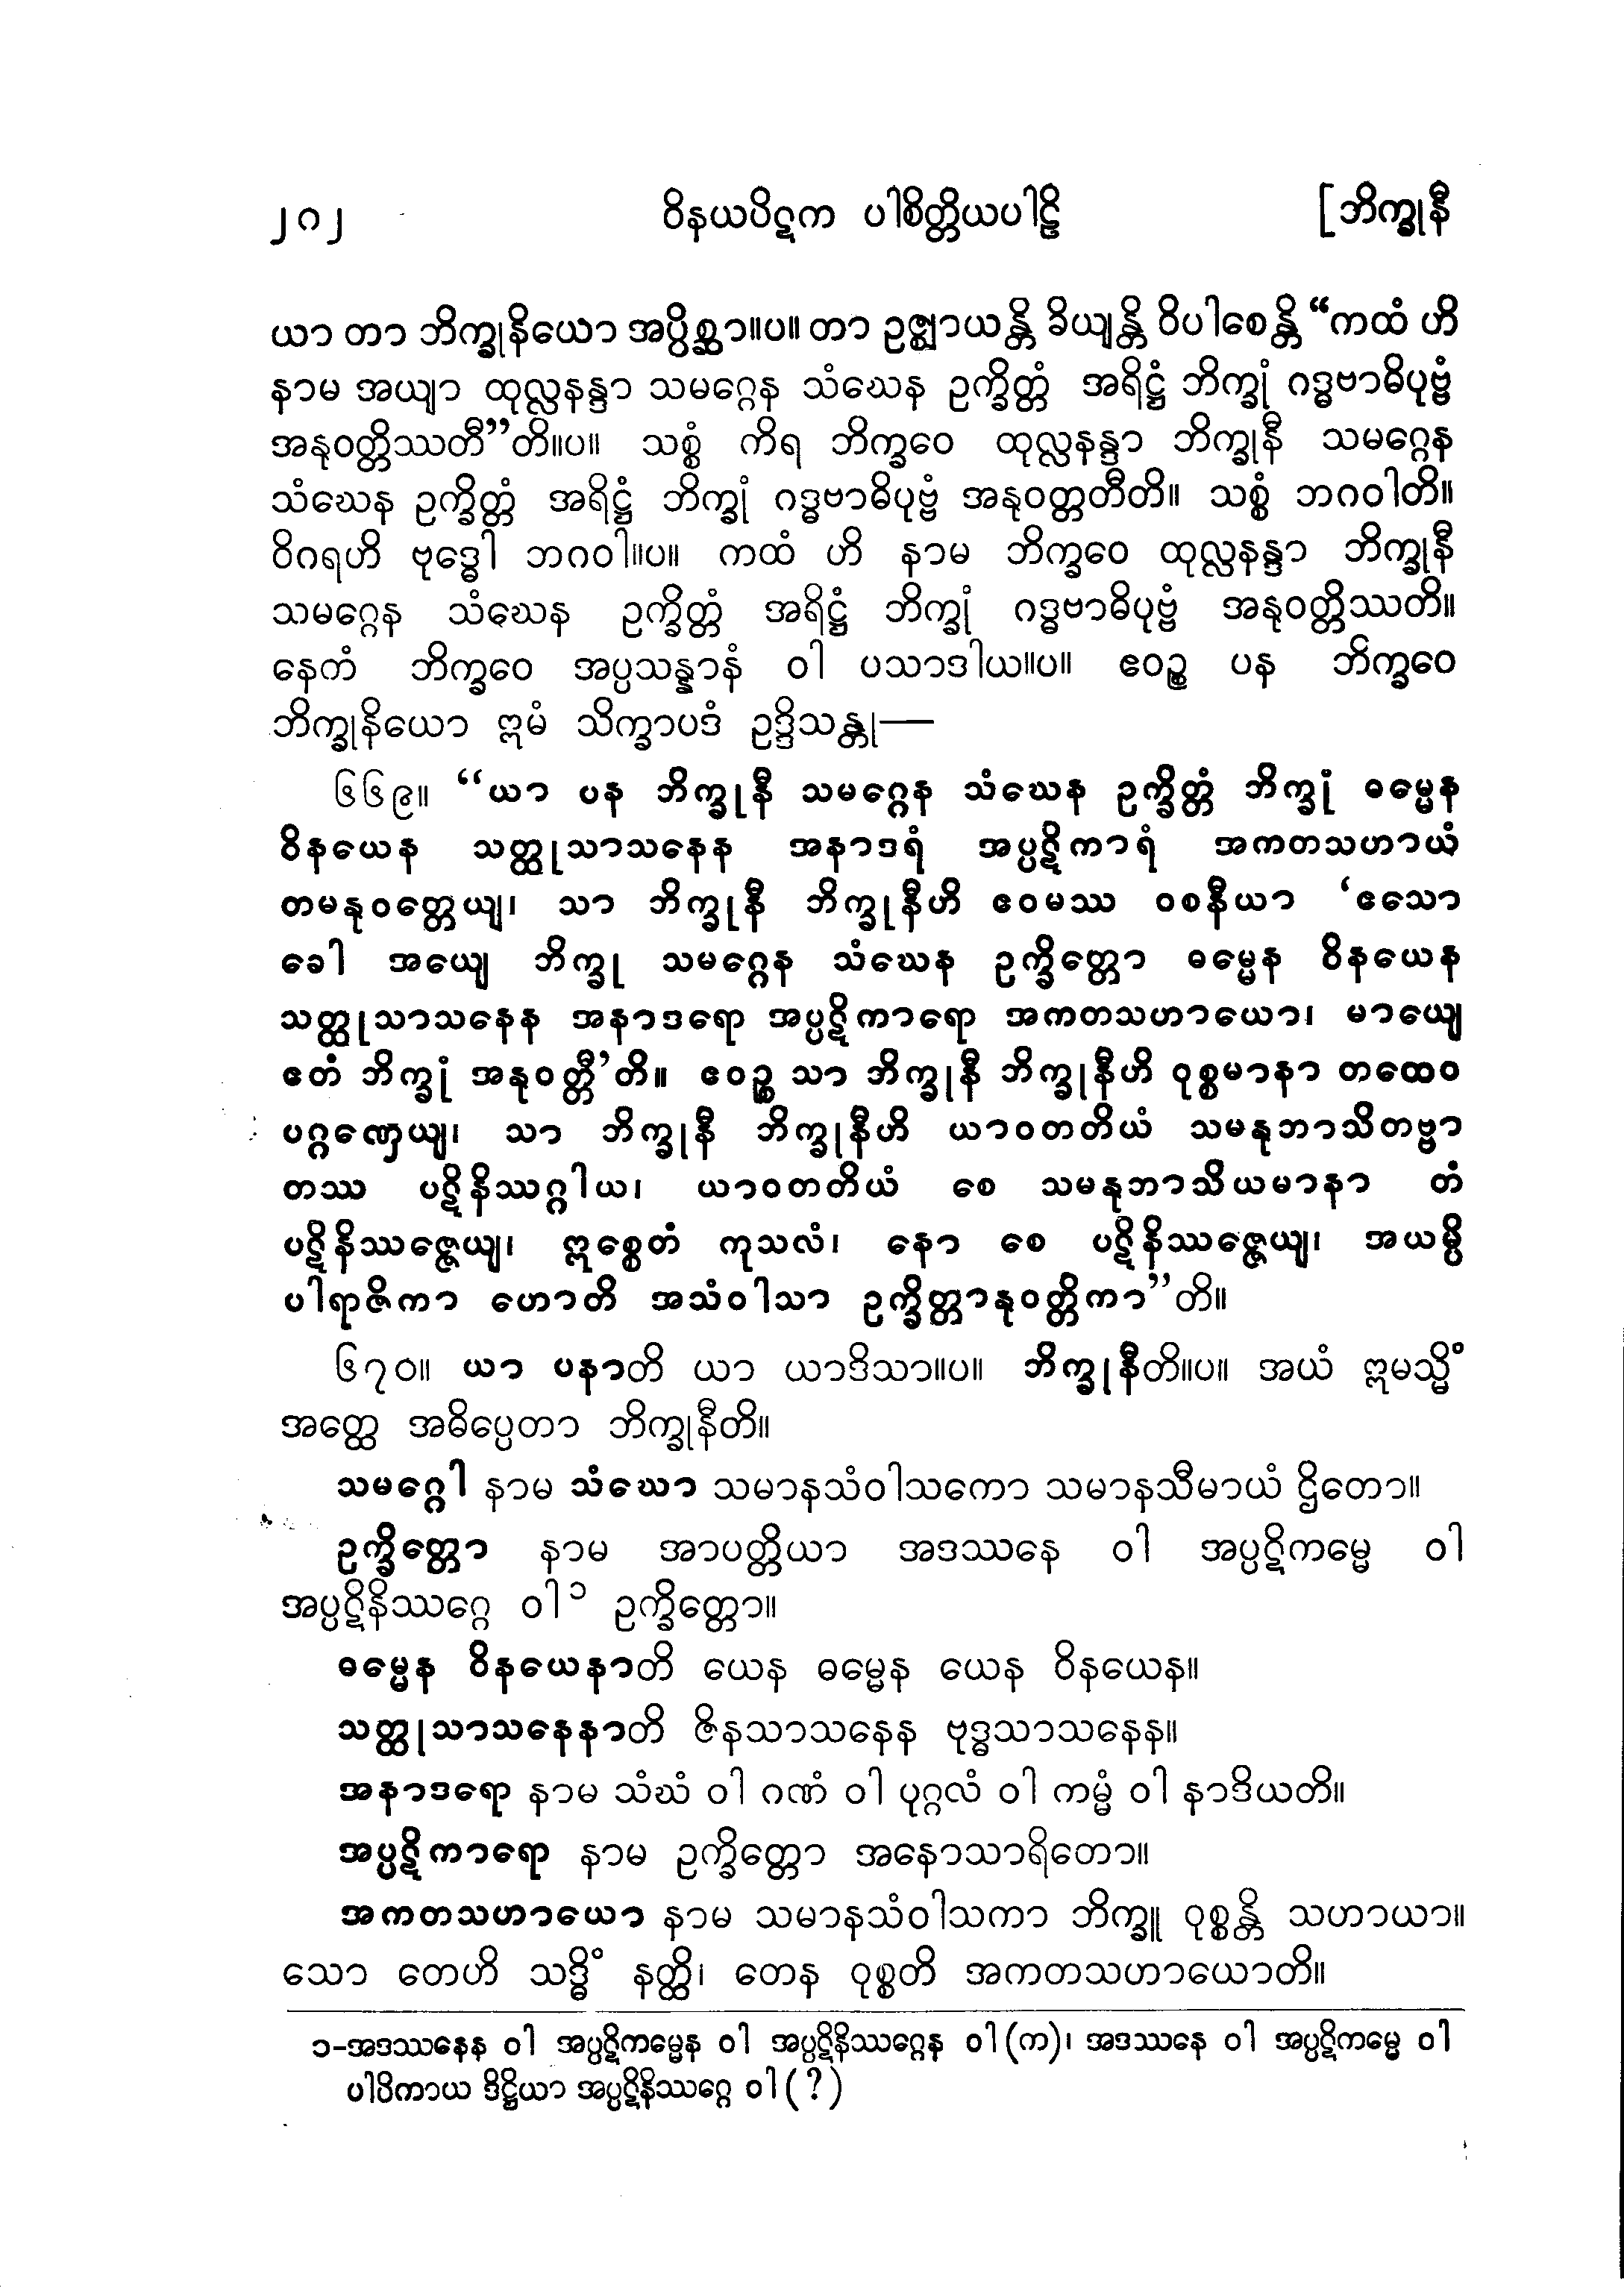 ၂၈၂ ဝိနယပိဋက ပါစိတ္တိယပါဠိ [ဘိက္ခုနီ
ယာ တာ ဘိက္ခုနိယော အပ္ပိစ္ဆာ။ပ။ တာ ဥဇ္ဈာယန္တိ ခိယျန္တိ ဝိပါစေန္တိ “ကထံ ဟိ
နာမ အယျာ ထုလ္လနန္ဒာ သမဂ္ဂေန သံဃေန ဥက္ခိတ္တံ အရိဋ္ဌံ ဘိက္ခုံ ဂဒ္ဓဗာဓိပုဗ္ဗံ
အနုဝတ္တိဿတီ”တိ။ပ။ သစ္စံ ကိရ ဘိက္ခဝေ ထုလ္လနန္ဒာ ဘိက္ခုနီ သမဂ္ဂေန
သံဃေန ဥက္ခိတ္တံ အရိဋ္ဌံ ဘိက္ခုံ ဂဒ္ဓဗာဓိပုဗ္ဗံ အနုဝတ္တတီတိ။ သစ္စံ ဘဂဝါတိ။
ဝိဂရဟိ ဗုဒ္ဓေါ ဘဂဝါ။ပ။ ကထံ ဟိ နာမ ဘိက္ခဝေ ထုလ္လနန္ဒာ ဘိက္ခုနီ
သမဂ္ဂေန သံဃေန ဥက္ခိတ္တံ အရိဋ္ဌံ ဘိက္ခုံ ဂဒ္ဓဗာဓိပုဗ္ဗံ အနုဝတ္တိဿတိ။
နေတံ ဘိက္ခဝေ အပ္ပသန္နာနံ ဝါ ပသာဒါယ။ပ။ ဧဝဉ္စ ပန ဘိက္ခဝေ
ဘိက္ခုနိယော ဣမံ သိက္ခာပဒံ ဥဒ္ဒိသန္တု—
၆၆၉။ “ယာ ပန ဘိက္ခုနီ သမဂ္ဂေန သံဃေန ဥက္ခိတ္တံ ဘိက္ခုံ ဓမ္မေန
ဝိနယေန သတ္ထုသာသနေန အနာဒရံ အပ္ပဋိကာရံ အကတသဟာယံ
တမနုဝတ္တေယျ၊ သာ ဘိက္ခုနီ ဘိက္ခုနီဟိ ဧဝမဿ ဝစနီယာ ‘ဧသော
ခေါ အယျေ ဘိက္ခု သမဂ္ဂေန သံဃေန ဥက္ခိတ္တော ဓမ္မေန ဝိနယေန
သတ္ထုသာသနေန အနာဒရော အပ္ပဋိကာရော အကတသဟာယော၊ မာယျေ
ဧတံ ဘိက္ခုံ အနုဝတ္တီ’တိ။ ဧဝဉ္စ သာ ဘိက္ခုနီ ဘိက္ခုနီဟိ ဝုစ္စမာနာ တထေဝ
ပဂ္ဂဏှေယျ၊ သာ ဘိက္ခုနီ ဘိက္ခုနီဟိ ယာဝတတိယံ သမနုဘာသိတဗ္ဗာ
တဿ ပဋိနိဿဂ္ဂါယ၊ ယာဝတတိယံ စေ သမနုဘာသိယမာနာ တံ
ပဋိနိဿဇ္ဇေယျ၊ ဣစ္စေတံ ကုသလံ၊ နော စေ ပဋိနိဿဇ္ဇေယျ၊ အယမ္ပိ
ပါရာဇိကာ ဟောတိ အသံဝါသာ ဥက္ခိတ္တာနုဝတ္တိကာ”တိ။
၆၇၀။ ယာ ပနာတိ ယာ ယာဒိသာ။ပ။ ဘိက္ခုနီတိ။ပ။ အယံ ဣမသ္မိံ
အတ္ထေ အဓိပ္ပေတာ ဘိက္ခုနီတိ။
သမဂ္ဂေါ နာမ သံဃော သမာနသံဝါသကော သမာနသီမာယံ ဌိတော။
ဥက္ခိတ္တော နာမ အာပတ္တိယာ အဒဿနေ ဝါ အပ္ပဋိကမ္မေ ဝါ
အပ္ပဋိနိဿဂ္ဂေ ဝါ၁ ဥက္ခိတ္တော။
ဓမ္မေန ဝိနယေနာတိ ယေန ဓမ္မေန ယေန ဝိနယေန။
သတ္ထုသာသနေနာတိ ဇိနသာသနေန ဗုဒ္ဓသာသနေန။
အနာဒရော နာမ သံဃံ ဝါ ဂဏံ ဝါ ပုဂ္ဂလံ ဝါ ကမ္မံ ဝါ နာဒိယတိ။
အပ္ပဋိကာရော နာမ ဥက္ခိတ္တော အနောသာရိတော။
အကတသဟာယော နာမ သမာနသံဝါသကာ ဘိက္ခူ ဝုစ္စန္တိ သဟာယာ။
သော တေဟိ သဒ္ဓိံ နတ္ထိ၊ တေန ဝုစ္စတိ အကတသဟာယောတိ။
၁-အဒဿနေန ဝါ အပ္ပဋိကမ္မေန ဝါ အပ္ပဋိနိဿဂ္ဂေန ဝါ (က)၊ အဒဿနေ ဝါ အပ္ပဋိကမ္မေ ဝါ
ပါပိကာယ ဒိဋ္ဌိယာ အပ္ပဋိနိဿဂ္ဂေ ဝါ (?)